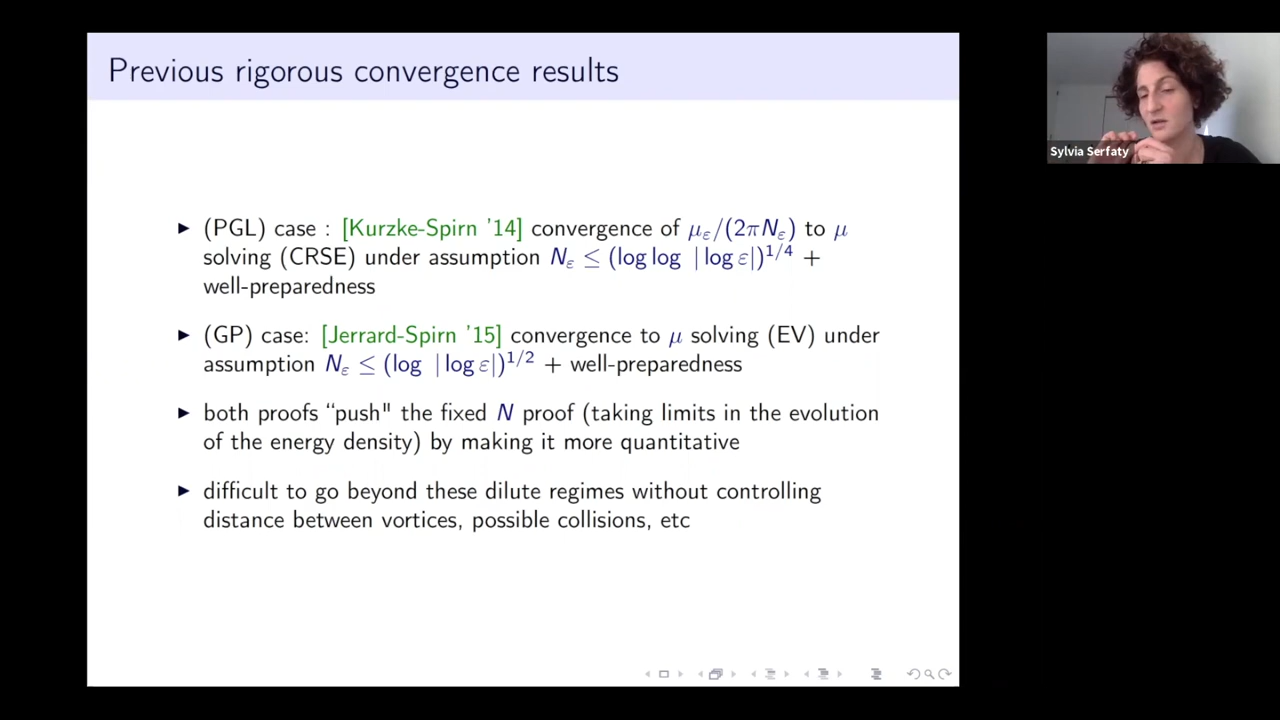 Previous rigorous convergence results
▶ (PGL) case : [Kurzke-Spirn '14] convergence of με/(2πNε) to μ
solving (CRSE) under assumption Nε ≤ (log log | log ε|)^1/4 +
well-preparedness
▶ (GP) case: [Jerrard-Spirn '15] convergence to μ solving (EV) under
assumption Nε ≤ (log | log ε|)^1/2 + well-preparedness
▶ both proofs “push" the fixed N proof (taking limits in the evolution
of the energy density) by making it more quantitative
▶ difficult to go beyond these dilute regimes without controlling
distance between vortices, possible collisions, etc
Sylvia Serfaty